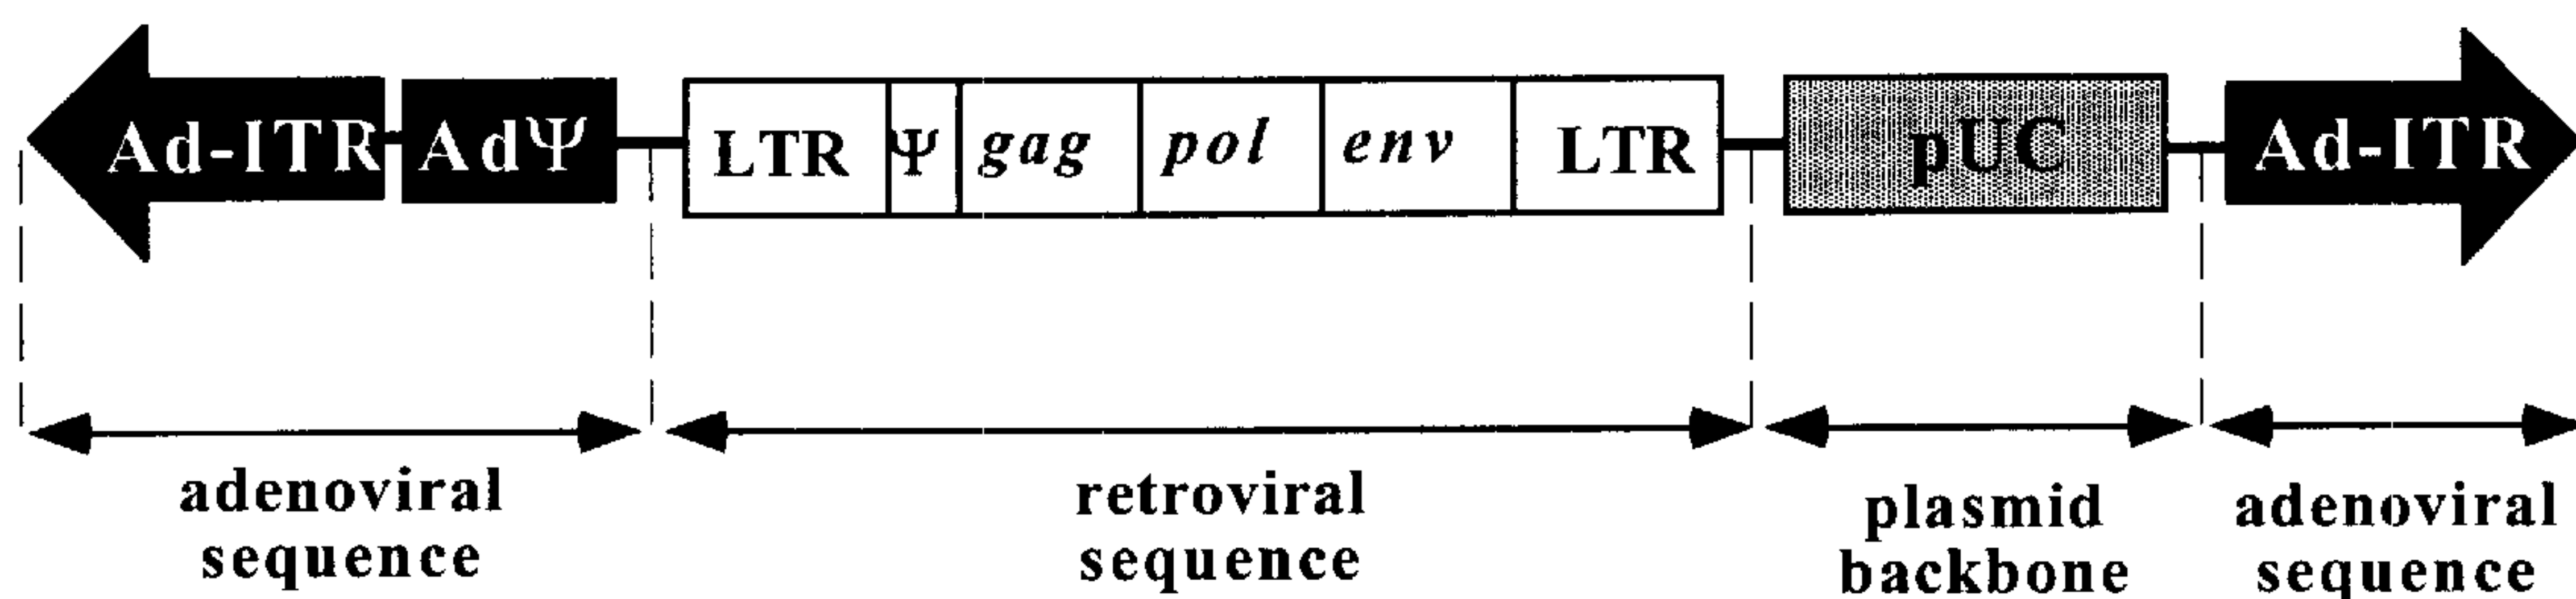 Ad-ITR AdΨ LTR Ψ gag pol env LTR pUC Ad-ITR
adenoviral
sequence
retroviral
sequence
plasmid
backbone
adenoviral
sequence